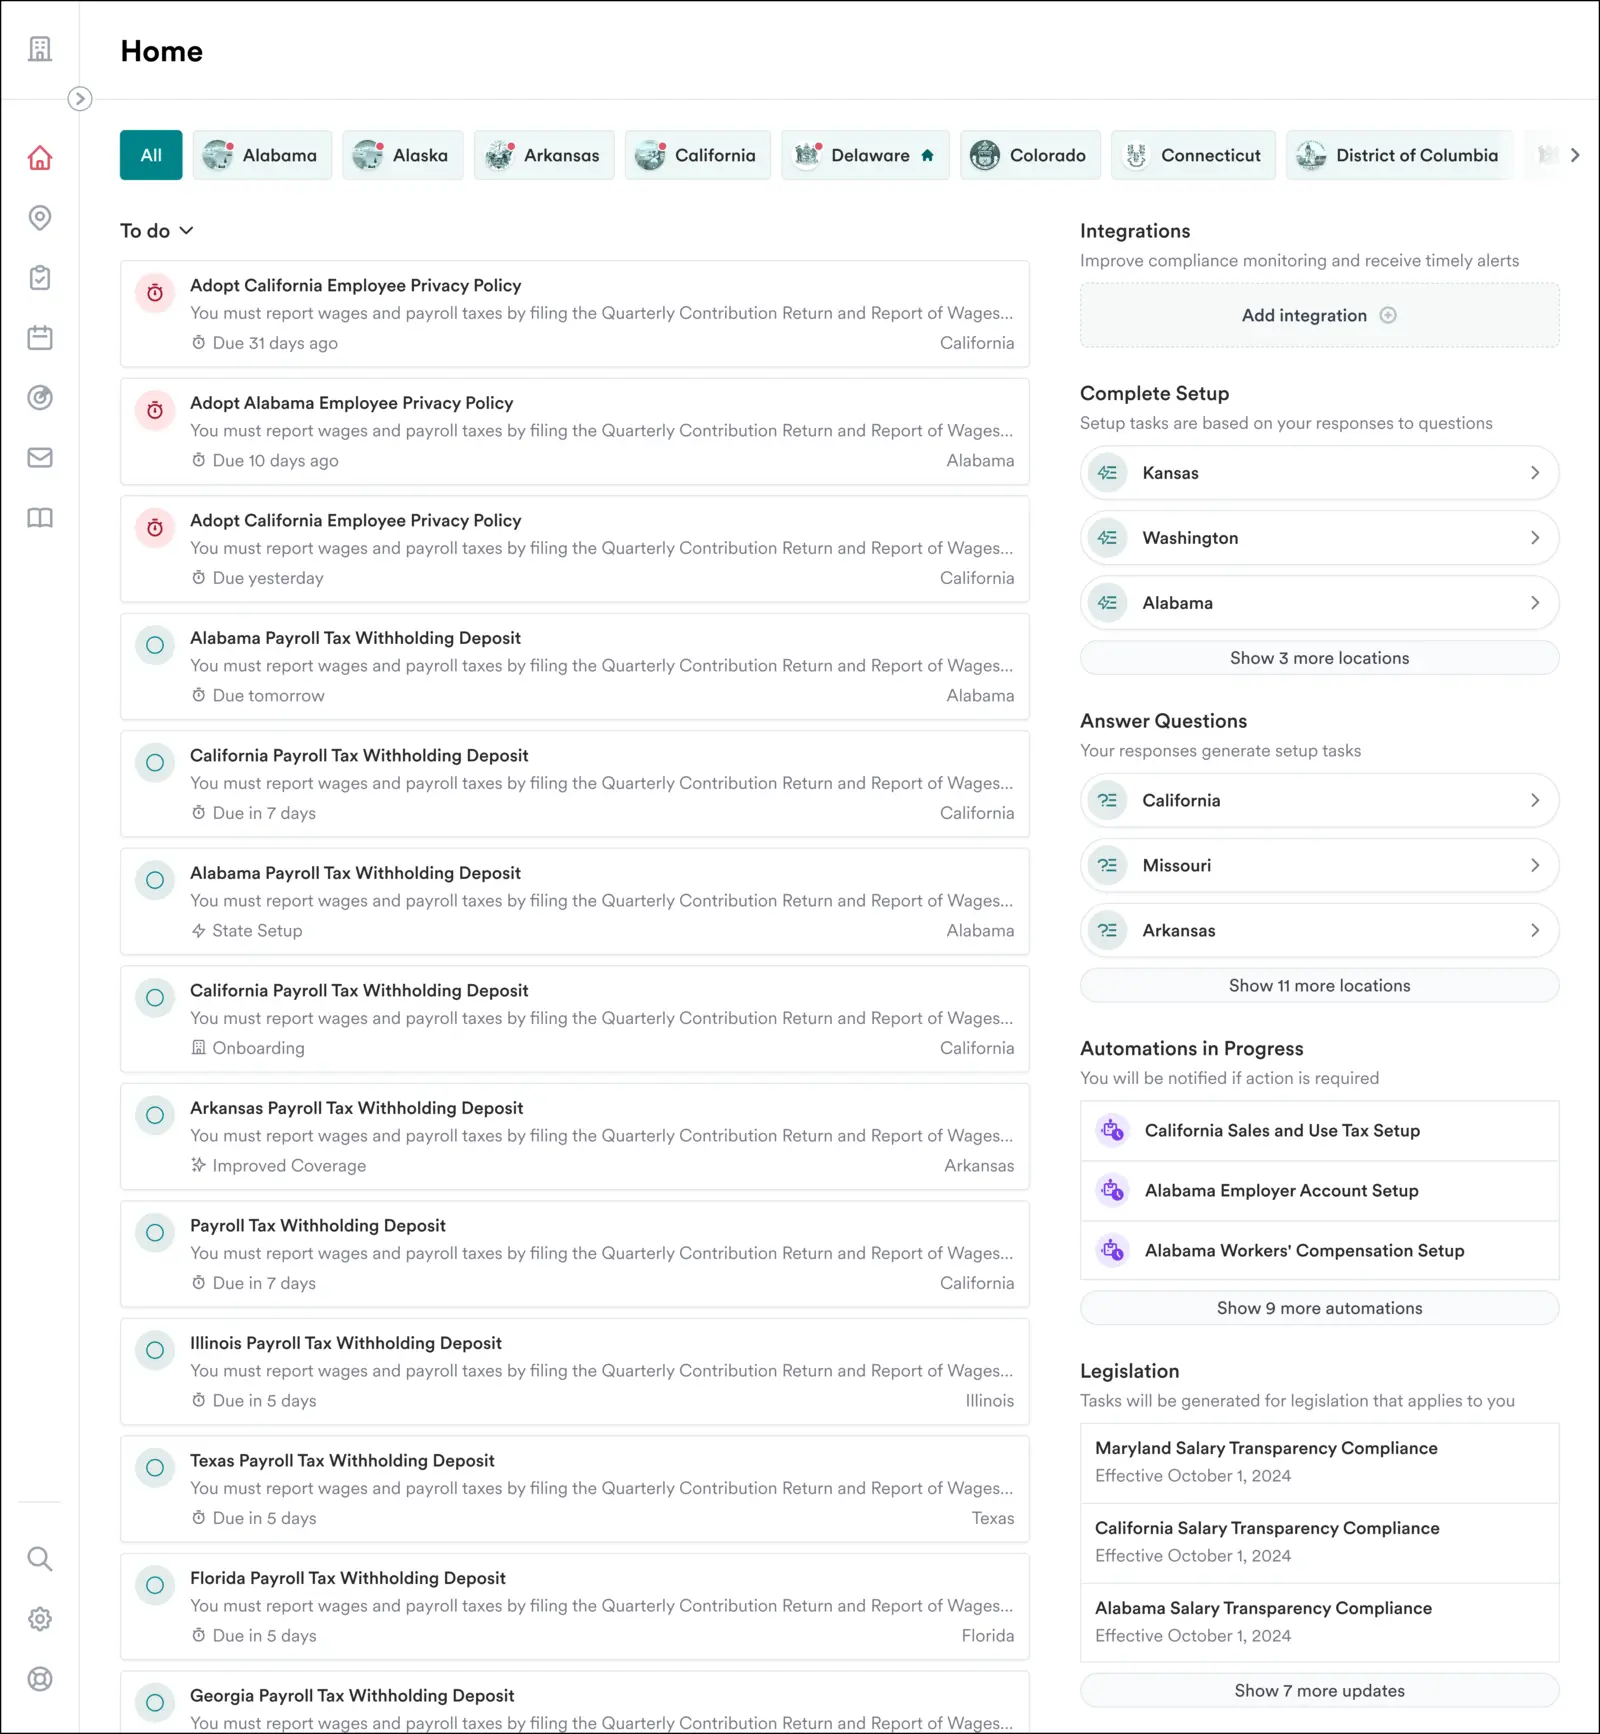 Home
All
Alabama
Alaska
Arkansas
California
Delaware
Colorado
Connecticut
District of Columbia
To do
Adopt California Employee Privacy Policy
You must report wages and payroll taxes by filing the Quarterly Contribution Return and Report of Wages...
Due 31 days ago
California
Adopt Alabama Employee Privacy Policy
You must report wages and payroll taxes by filing the Quarterly Contribution Return and Report of Wages...
Due 10 days ago
Alabama
Adopt California Employee Privacy Policy
You must report wages and payroll taxes by filing the Quarterly Contribution Return and Report of Wages...
Due yesterday
California
Alabama Payroll Tax Withholding Deposit
You must report wages and payroll taxes by filing the Quarterly Contribution Return and Report of Wages...
Due tomorrow
Alabama
California Payroll Tax Withholding Deposit
You must report wages and payroll taxes by filing the Quarterly Contribution Return and Report of Wages...
Due in 7 days
California
Alabama Payroll Tax Withholding Deposit
You must report wages and payroll taxes by filing the Quarterly Contribution Return and Report of Wages...
State Setup
Alabama
California Payroll Tax Withholding Deposit
You must report wages and payroll taxes by filing the Quarterly Contribution Return and Report of Wages...
Onboarding
California
Arkansas Payroll Tax Withholding Deposit
You must report wages and payroll taxes by filing the Quarterly Contribution Return and Report of Wages...
Improved Coverage
Arkansas
Payroll Tax Withholding Deposit
You must report wages and payroll taxes by filing the Quarterly Contribution Return and Report of Wages...
Due in 7 days
California
Illinois Payroll Tax Withholding Deposit
You must report wages and payroll taxes by filing the Quarterly Contribution Return and Report of Wages...
Due in 5 days
Illinois
Texas Payroll Tax Withholding Deposit
You must report wages and payroll taxes by filing the Quarterly Contribution Return and Report of Wages...
Due in 5 days
Texas
Florida Payroll Tax Withholding Deposit
You must report wages and payroll taxes by filing the Quarterly Contribution Return and Report of Wages...
Due in 5 days
Florida
Georgia Payroll Tax Withholding Deposit
You must report wages and payroll taxes by filing the Quarterly Contribution Return and Report of Wages...
Integrations
Improve compliance monitoring and receive timely alerts
Add integration
Complete Setup
Setup tasks are based on your responses to questions
Kansas
Washington
Alabama
Show 3 more locations
Answer Questions
Your responses generate setup tasks
California
Missouri
Arkansas
Show 11 more locations
Automations in Progress
You will be notified if action is required
California Sales and Use Tax Setup
Alabama Employer Account Setup
Alabama Workers' Compensation Setup
Show 9 more automations
Legislation
Tasks will be generated for legislation that applies to you
Maryland Salary Transparency Compliance
Effective October 1, 2024
California Salary Transparency Compliance
Effective October 1, 2024
Alabama Salary Transparency Compliance
Effective October 1, 2024
Show 7 more updates